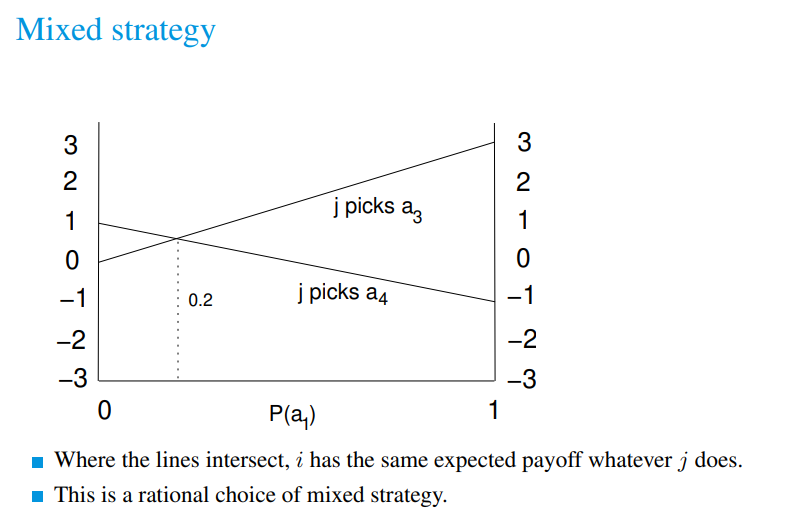 Mixed strategy
3 3
2 2
1 1
0 0
−1 −1
−2 −2
−3 −3
j picks a₃
j picks a₄
0.2
0 P(a₁) 1
Where the lines intersect, i has the same expected payoff whatever j does.
This is a rational choice of mixed strategy.